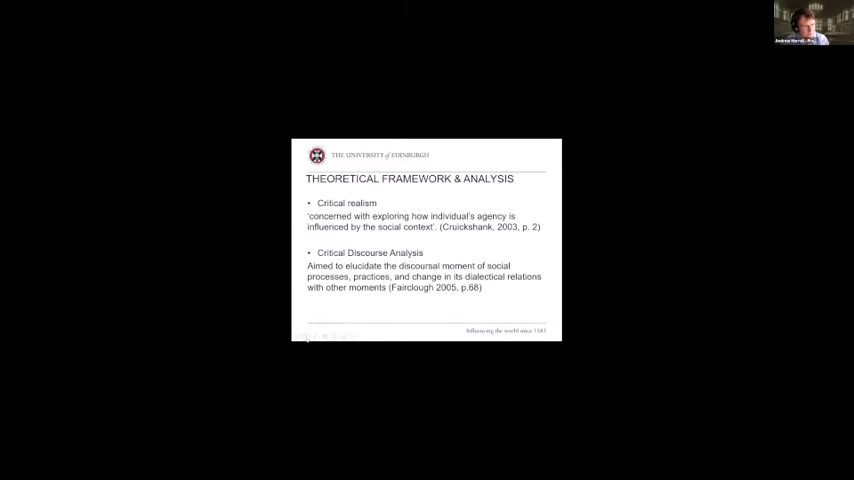 THE UNIVERSITY of EDINBURGH
THEORETICAL FRAMEWORK & ANALYSIS
• Critical realism
'concerned with exploring how individual's agency is
influenced by the social context'. (Cruickshank, 2003, p. 2)
• Critical Discourse Analysis
Aimed to elucidate the discoursal moment of social
processes, practices, and change in its dialectical relations
with other moments (Fairclough 2005, p.68)
Influencing the world since 1583
Andrew